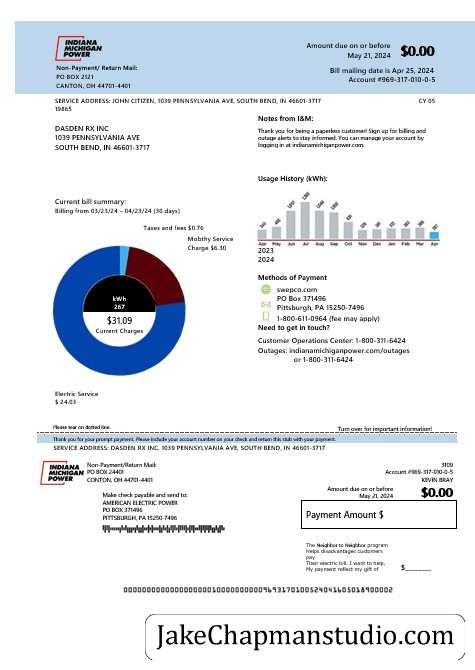 INDIANA
MICHIGAN
POWER
Non-Payment/ Return Mail:
PO BOX 2121
CANTON, OH 44701-4401
Amount due on or before
May 21, 2024
$0.00
Bill mailing date is Apr 25, 2024
Account #969-317-010-0-5
SERVICE ADDRESS: JOHN CITIZEN, 1039 PENNSYLVANIA AVE, SOUTH BEND, IN 46601-3717
19865
CY 05
DASDEN RX INC
1039 PENNSYLVANIA AVE
SOUTH BEND, IN 46601-3717
Notes from I&M:
Thank you for being a paperless customer! Sign up for billing and
outage alerts to stay informed. You can manage your account by
logging in at indianamichiganpower.com.
Usage History (kWh):
Apr May Jun Jul Aug Sep Oct Nov Dec Jan Feb Mar Apr
2023
2024
Current bill summary:
Billing from 03/23/24 – 04/23/24 (30 days)
Taxes and fees $0.76
Mobthy Service
Charge $6.30
kWh
267
$31.09
Current Charges
Electric Service
$ 24.03
Methods of Payment
swepco.com
PO Box 371496
Pittsburgh, PA 15250-7496
1-800-611-0964 (fee may apply)
Need to get in touch?
Customer Operations Center: 1-800-311-6424
Outages: indianamichiganpower.com/outages
or 1-800-311-6424
Please tear on dotted line.
Turn over for important information!
Thank you for your prompt payment. Please include your account number on your check and return this stub with your payment.
SERVICE ADDRESS: DASDEN RX INC, 1039 PENNSYLVANIA AVE, SOUTH BEND, IN 46601-3717
INDIANA
MICHIGAN
POWER
Non-Payment/Return Mail:
PO BOX 24401
CANTON, OH 44701-4401
3109
Account #969-317-010-0-5
KEVIN BRAY
Amount due on or before
May 21, 2024
$0.00
Make check payable and send to:
AMERICAN ELECTRIC POWER
PO BOX 371496
PITTSBURGH, PA 15250-7496
Payment Amount $
The Neighbor to Neighbor program
Helps disadvantages customers
pay
Their electric bill. I want to help.
My payment reflect my gift of
$
JakeChapmanstudio.com